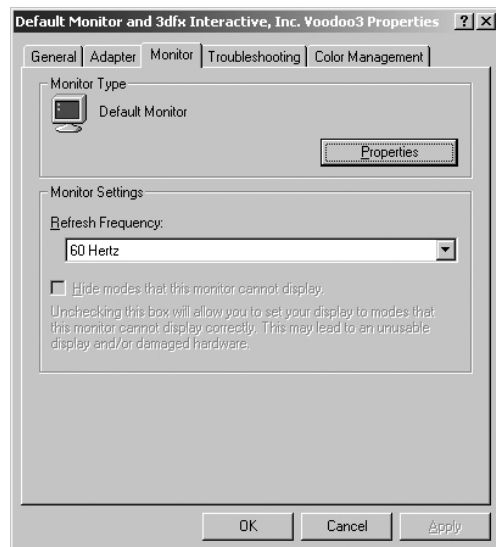 Default Monitor and 3dfx Interactive, Inc. Voodoo3 Properties ? X
General Adapter Monitor Troubleshooting Color Management
Monitor Type
Default Monitor
Properties
Monitor Settings
Refresh Frequency:
60 Hertz
Hide modes that this monitor cannot display.
Unchecking this box will allow you to set your display to modes that
this monitor cannot display correctly. This may lead to an unusable
display and/or damaged hardware.
OK Cancel Apply